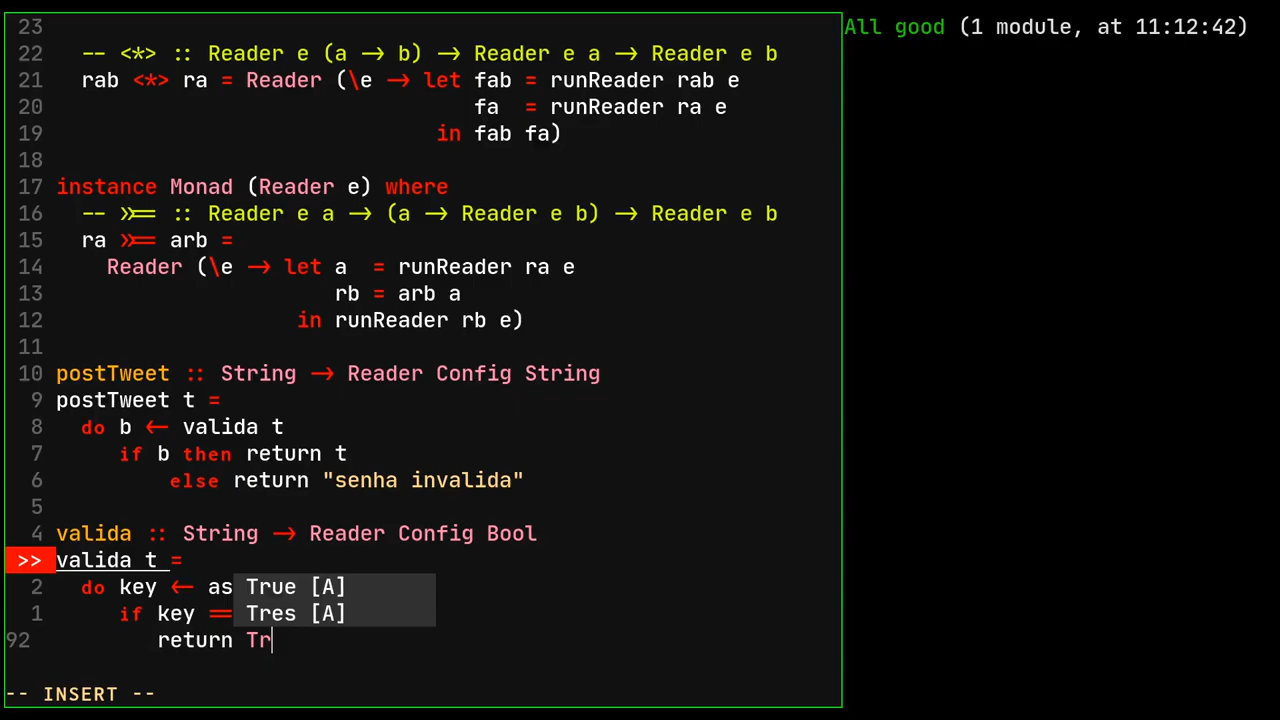 23
22 -- <*> :: Reader e (a -> b) -> Reader e a -> Reader e b
21 rab <*> ra = Reader (\e -> let fab = runReader rab e
20 fa = runReader ra e
19 in fab fa)
18
17 instance Monad (Reader e) where
16 -- >>= :: Reader e a -> (a -> Reader e b) -> Reader e b
15 ra >>= arb =
14 Reader (\e -> let a = runReader ra e
13 rb = arb a
12 in runReader rb e)
11
10 postTweet :: String -> Reader Config String
9 postTweet t =
8 do b <- valida t
7 if b then return t
6 else return "senha invalida"
5
4 valida :: String -> Reader Config Bool
>> valida t =
2 do key <- as True [A]
1 if key == Tres [A]
92 return Tr
-- INSERT --
All good (1 module, at 11:12:42)